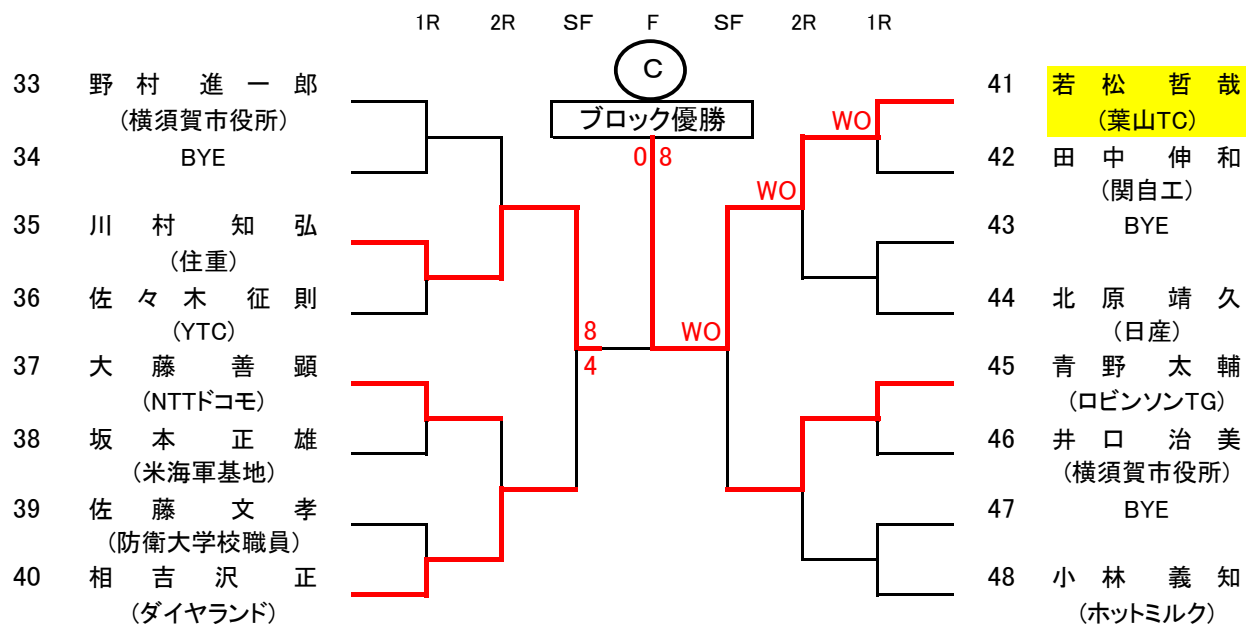 1R 2R SF F SF 2R 1R
C
ブロック優勝
0 8
33 野村 進一郎
(横須賀市役所)
34 BYE
35 川村 知弘
(住重)
36 佐々木 征則
(YTC)
37 大藤 善顕
(NTTドコモ)
38 坂本 正雄
(米海軍基地)
39 佐藤 文孝
(防衛大学校職員)
40 相吉沢 正
(ダイヤランド)
8
4
WO
WO
WO
41 若松 哲哉
(葉山TC)
42 田中 伸和
(関自工)
43 BYE
44 北原 靖久
(日産)
45 青野 太輔
(ロビンソンTG)
46 井口 治美
(横須賀市役所)
47 BYE
48 小林 義知
(ホットミルク)